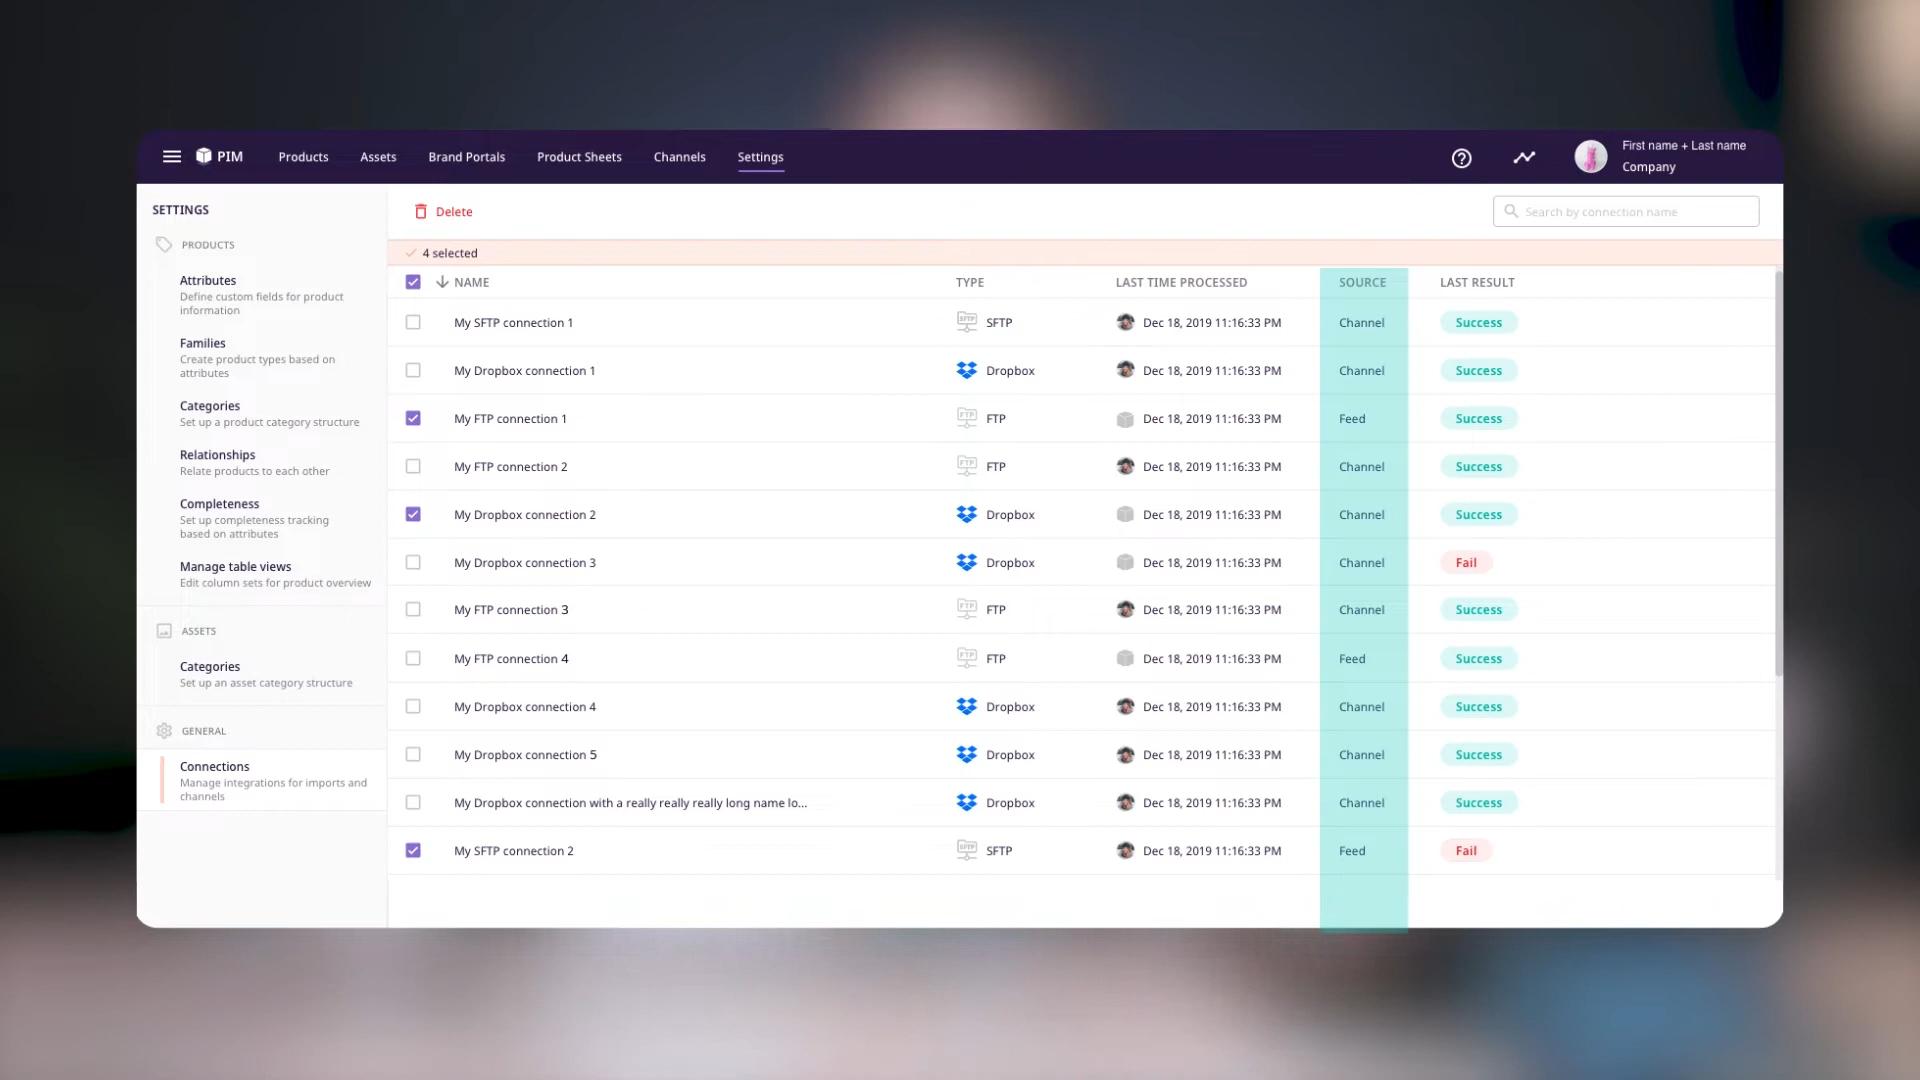 PIM
Products
Assets
Brand Portals
Product Sheets
Channels
Settings
First name + Last name
Company
SETTINGS
PRODUCTS
Attributes
Define custom fields for product
information
Families
Create product types based on
attributes
Categories
Set up a product category structure
Relationships
Relate products to each other
Completeness
Set up completeness tracking
based on attributes
Manage table views
Edit column sets for product overview
ASSETS
Categories
Set up an asset category structure
GENERAL
Connections
Manage integrations for imports and
channels
Delete
Search by connection name
4 selected
NAME TYPE LAST TIME PROCESSED SOURCE LAST RESULT
My SFTP connection 1 SFTP SFTP Dec 18, 2019 11:16:33 PM Channel Success
My Dropbox connection 1 Dropbox Dec 18, 2019 11:16:33 PM Channel Success
My FTP connection 1 FTP FTP Dec 18, 2019 11:16:33 PM Feed Success
My FTP connection 2 FTP FTP Dec 18, 2019 11:16:33 PM Channel Success
My Dropbox connection 2 Dropbox Dec 18, 2019 11:16:33 PM Channel Success
My Dropbox connection 3 Dropbox Dec 18, 2019 11:16:33 PM Channel Fail
My FTP connection 3 FTP FTP Dec 18, 2019 11:16:33 PM Channel Success
My FTP connection 4 FTP FTP Dec 18, 2019 11:16:33 PM Feed Success
My Dropbox connection 4 Dropbox Dec 18, 2019 11:16:33 PM Channel Success
My Dropbox connection 5 Dropbox Dec 18, 2019 11:16:33 PM Channel Success
My Dropbox connection with a really really really long name lo... Dropbox Dec 18, 2019 11:16:33 PM Channel Success
My SFTP connection 2 SFTP SFTP Dec 18, 2019 11:16:33 PM Feed Fail